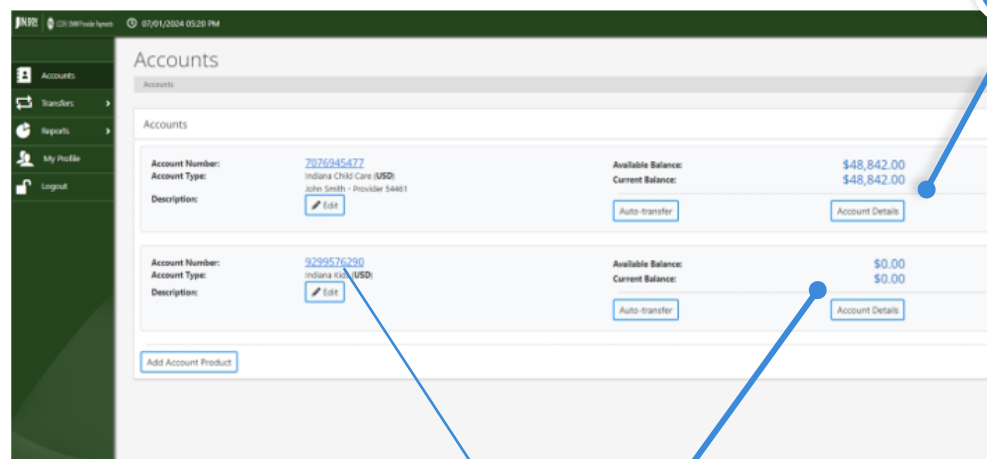 07/01/2024 05:20 PM
Accounts
Transfers
Reports
My Profile
Logout
Accounts
Accounts
Accounts
Account Number: 7076945477 Available Balance: $48,842.00
Account Type: Indiana Child Care (USD) Current Balance: $48,842.00
John Smith - Provider 54461
Description: Edit Auto-transfer Account Details
Account Number: 9299576290 Available Balance: $0.00
Account Type: Indiana (USD) Current Balance: $0.00
Description: Edit
Auto-transfer Account Details
Add Account Product